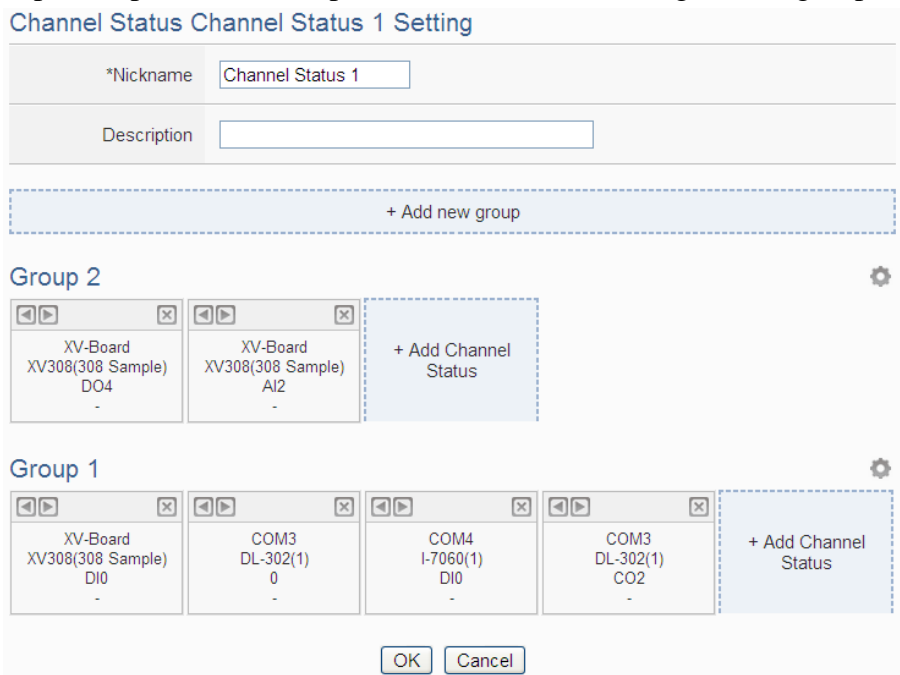 Channel Status Channel Status 1 Setting
*Nickname
Channel Status 1
Description
+ Add new group
Group 2
XV-Board
XV308(308 Sample)
DO4
-
XV-Board
XV308(308 Sample)
AI2
-
+ Add Channel
Status
Group 1
XV-Board
XV308(308 Sample)
DI0
-
COM3
DL-302(1)
0
-
COM4
I-7060(1)
DI0
-
COM3
DL-302(1)
CO2
-
+ Add Channel
Status
OK
Cancel